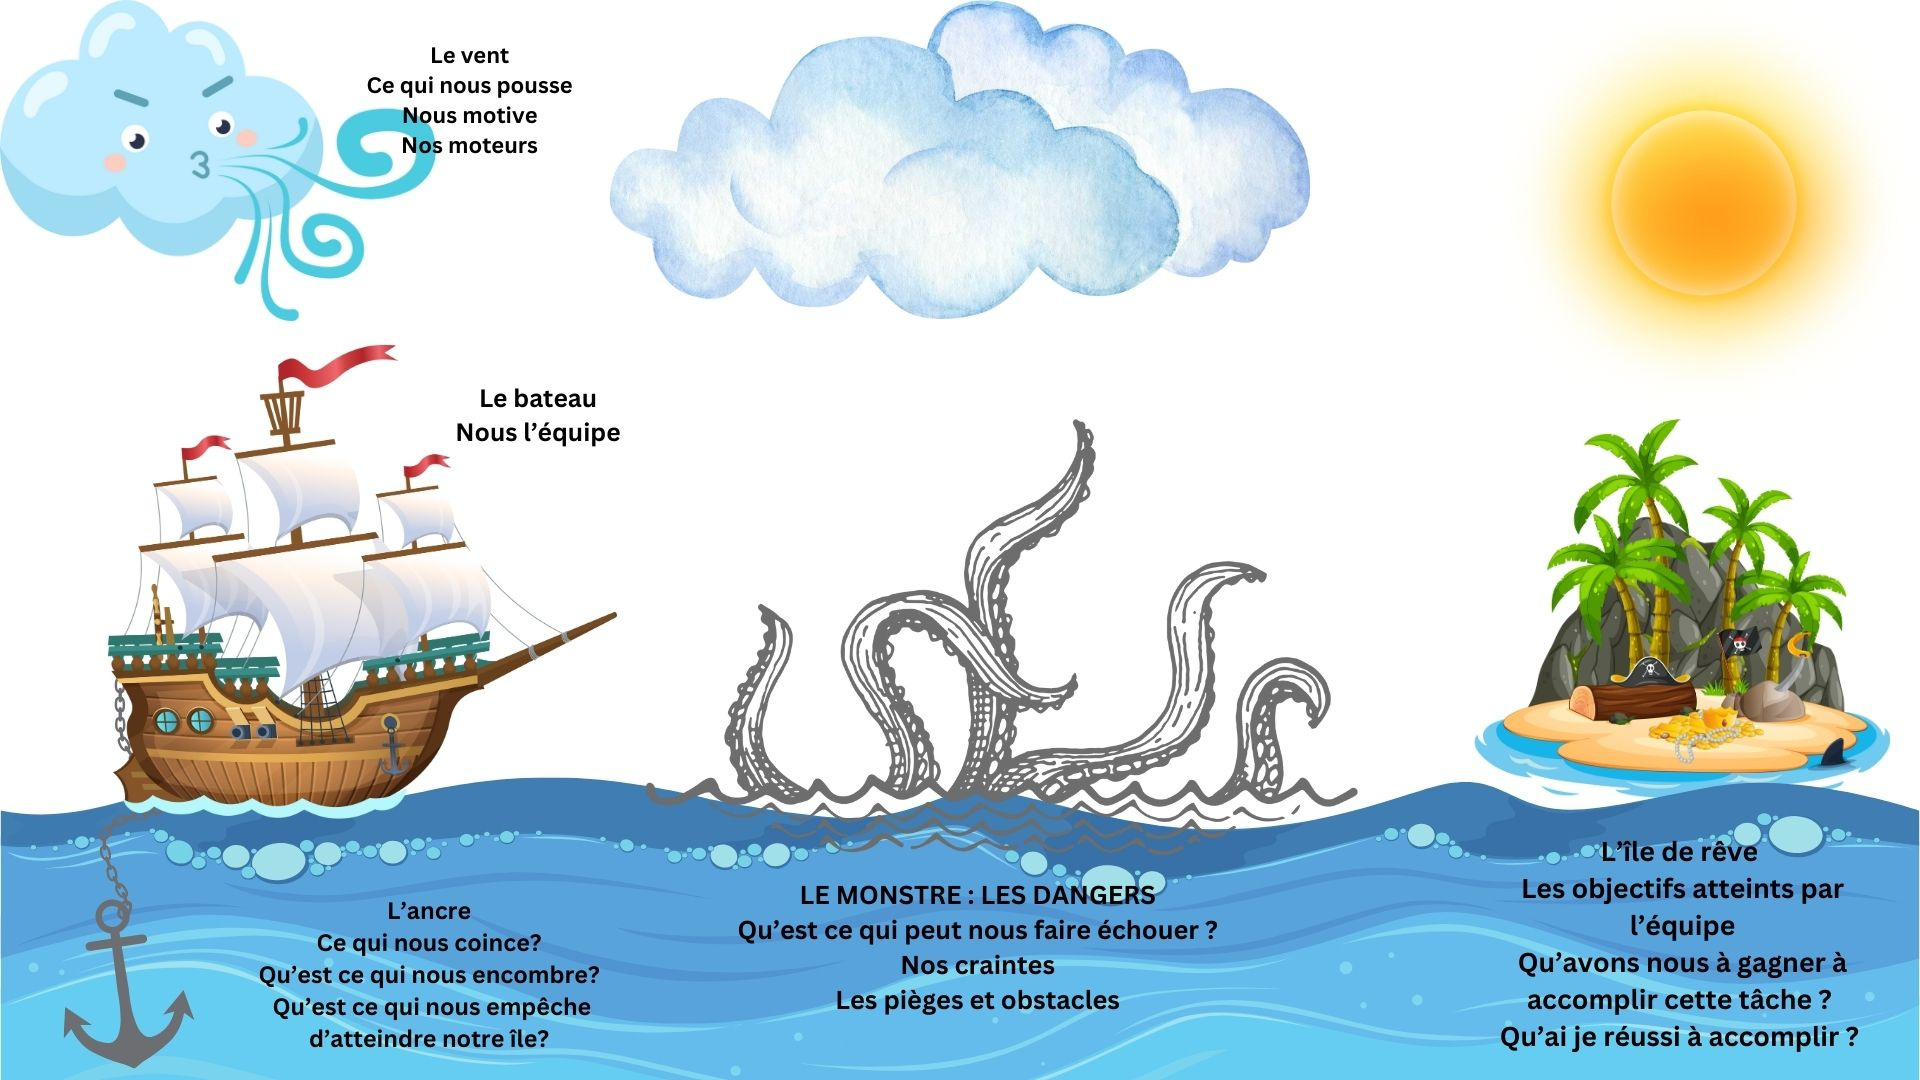 Le vent
Ce qui nous pousse
Nous motive
Nos moteurs
Le bateau
Nous l’équipe
L’ancre
Ce qui nous coince?
Qu’est ce qui nous encombre?
Qu’est ce qui nous empêche
d’atteindre notre île?
LE MONSTRE : LES DANGERS
Qu’est ce qui peut nous faire échouer ?
Nos craintes
Les pièges et obstacles
L’île de rêve
Les objectifs atteints par
l’équipe
Qu’avons nous à gagner à
accomplir cette tâche ?
Qu’ai je réussi à accomplir ?